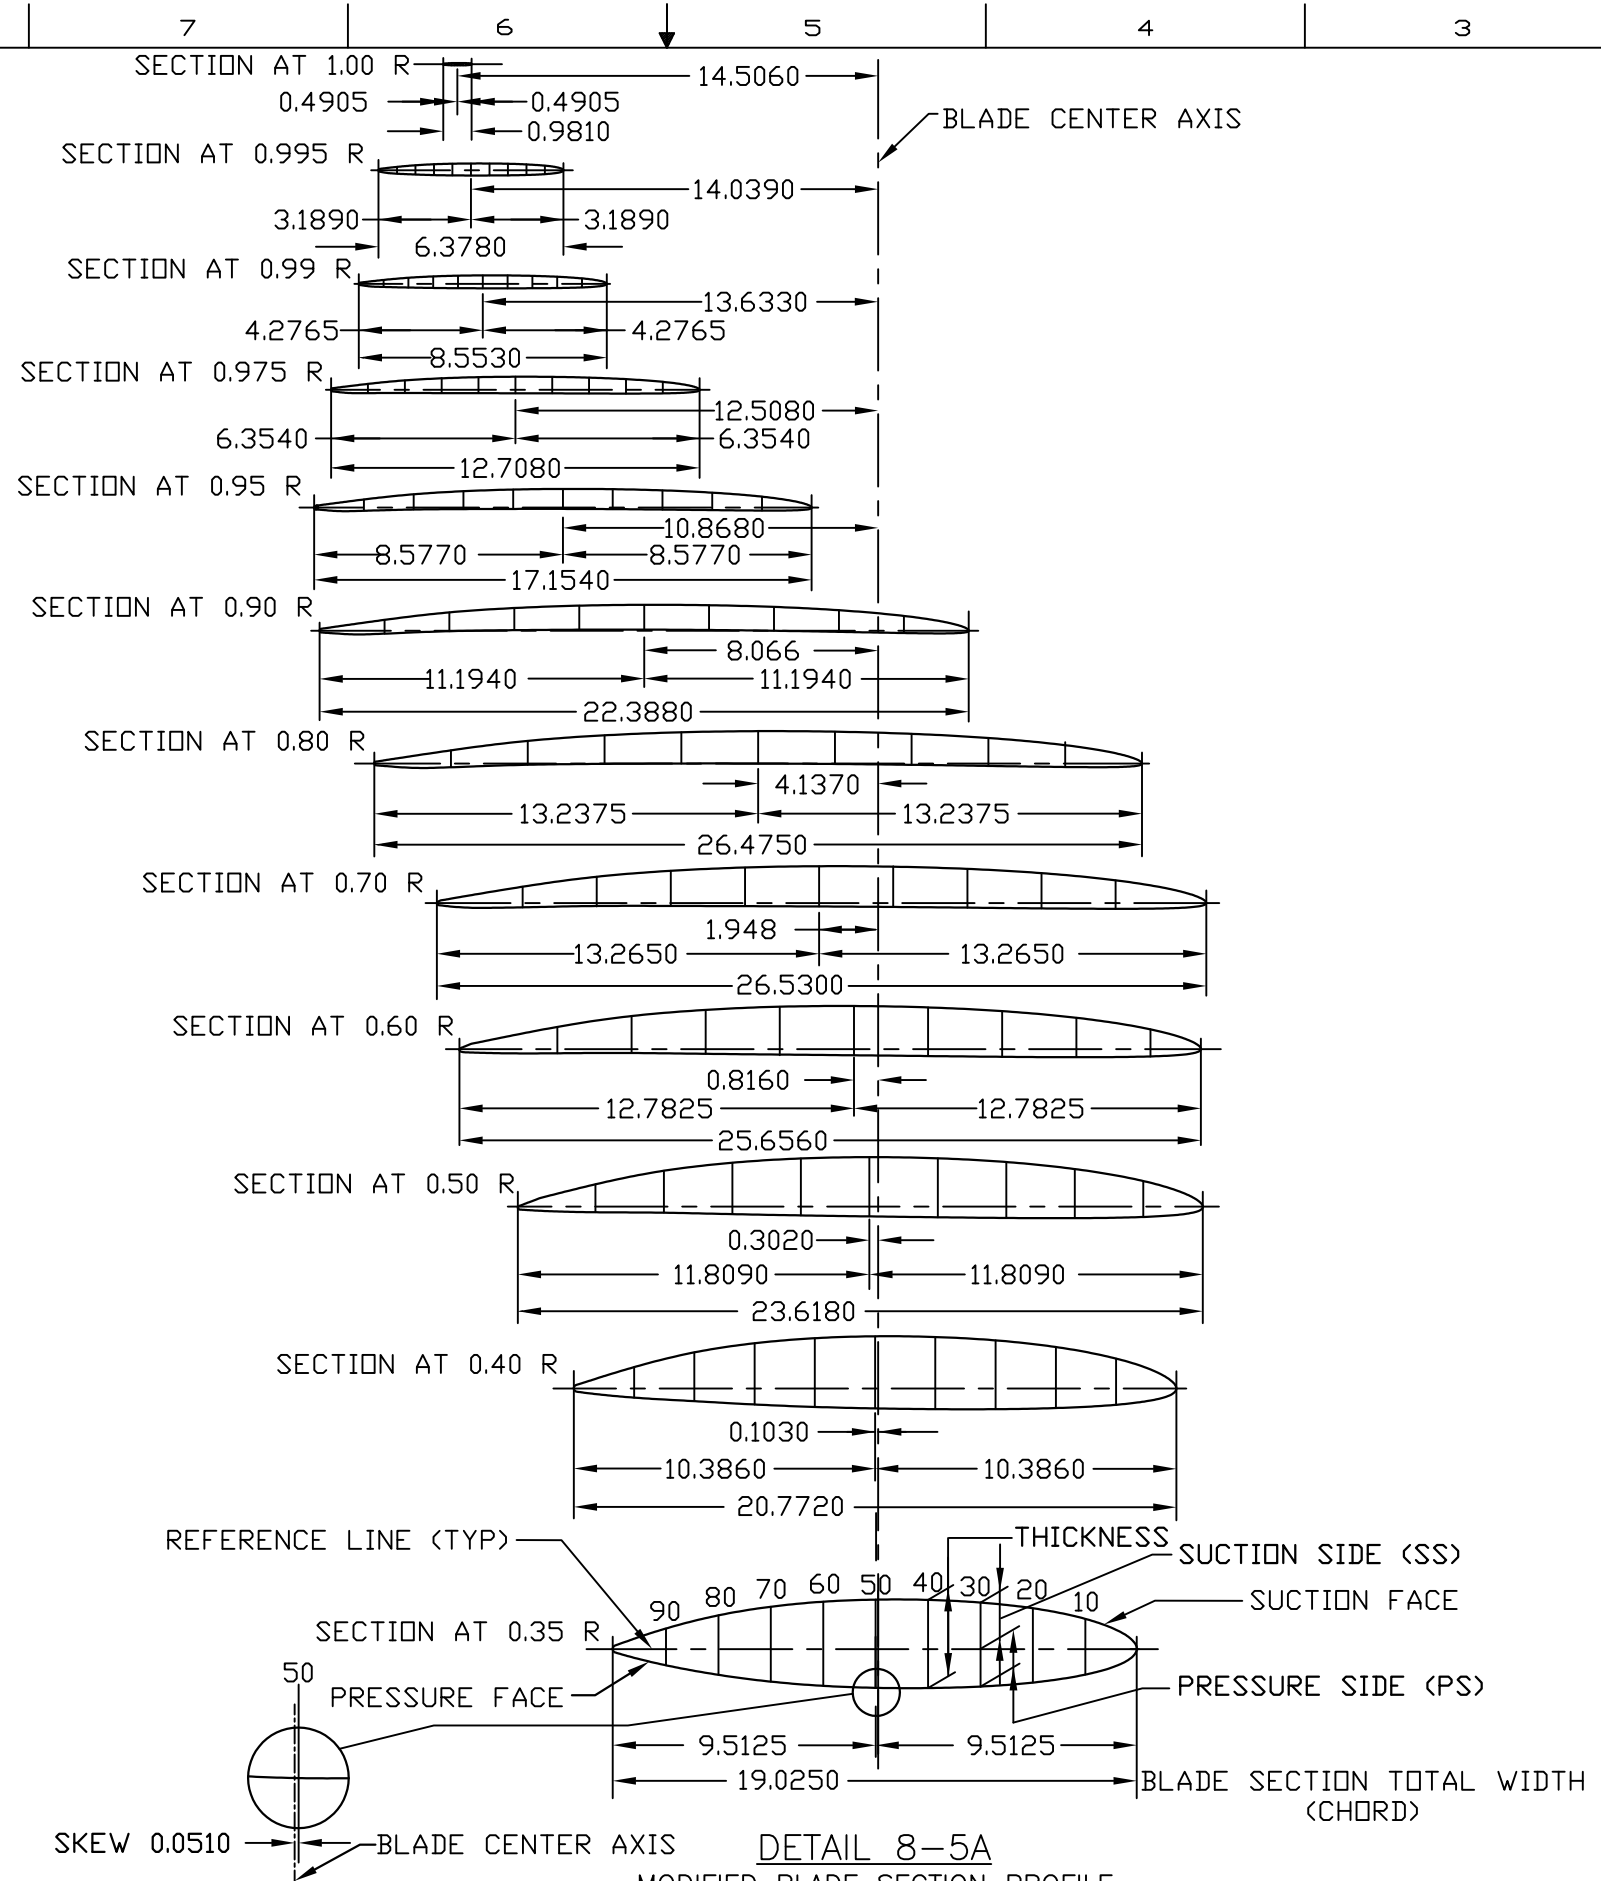 7 6 5 4 3
SECTION AT 1.00 R
14.5060
0.4905 0.4905
BLADE CENTER AXIS
0.9810
SECTION AT 0.995 R
14.0390
3.1890 3.1890
6.3780
SECTION AT 0.99 R
13.6330
4.2765 4.2765
8.5530
SECTION AT 0.975 R
12.5080
6.3540 6.3540
12.7080
SECTION AT 0.95 R
10.8680
8.5770 8.5770
17.1540
SECTION AT 0.90 R
8.066
11.1940 11.1940
22.3880
SECTION AT 0.80 R
4.1370
13.2375 13.2375
26.4750
SECTION AT 0.70 R
1.948
13.2650 13.2650
26.5300
SECTION AT 0.60 R
0.8160
12.7825 12.7825
25.6560
SECTION AT 0.50 R
0.3020
11.8090 11.8090
23.6180
SECTION AT 0.40 R
0.1030
10.3860 10.3860
20.7720
REFERENCE LINE (TYP)
THICKNESS
SUCTION SIDE (SS)
90 80 70 60 50 40 30 20 10
SUCTION FACE
SECTION AT 0.35 R
50
PRESSURE FACE
PRESSURE SIDE (PS)
9.5125 9.5125
19.0250
BLADE SECTION TOTAL WIDTH
(CHORD)
SKEW 0.0510
BLADE CENTER AXIS
DETAIL 8-5A
MODIFIED BLADE SECTION PROFILE